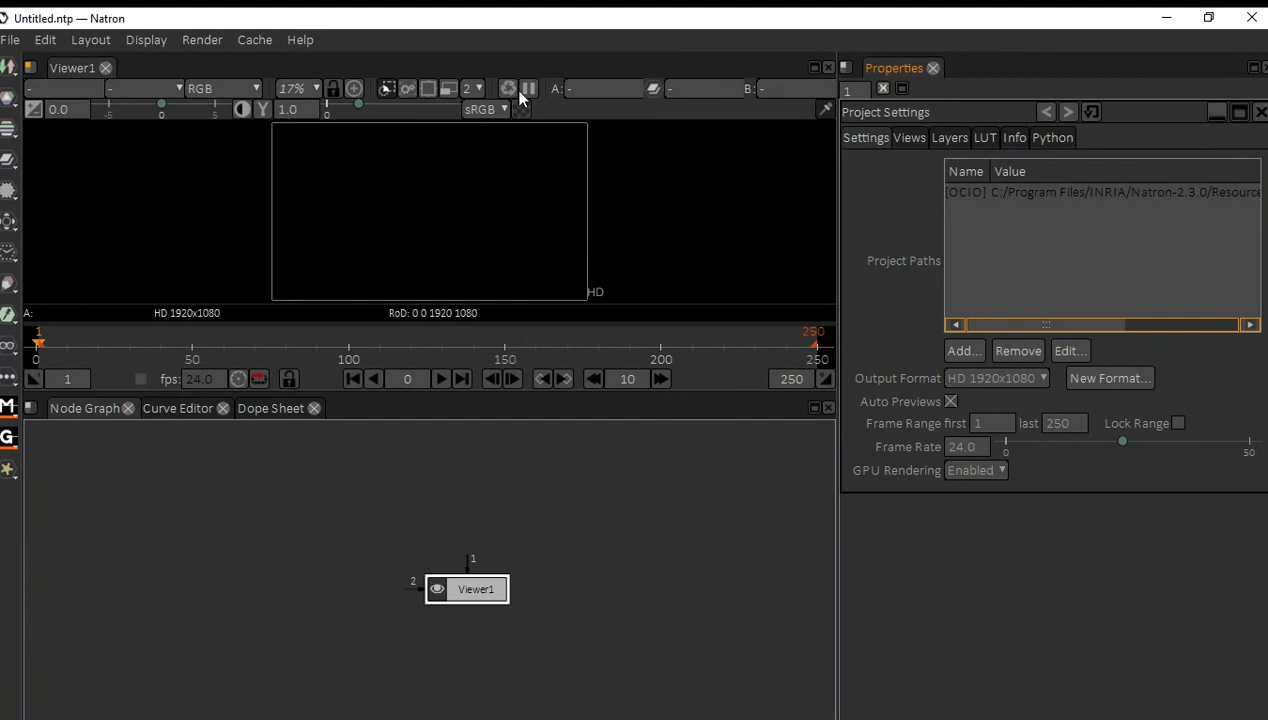 Untitled.ntp — Natron
File Edit Layout Display Render Cache Help
Viewer1
- - RGB 17% 2 A: - - B: -
0.0 -5 0 5 Y 1.0 0 sRGB
HD
A: HD 1920x1080 RoD: 0 0 1920 1080
1 250
0 50 100 150 200 250
1 fps: 24.0 0 10 250
Node Graph Curve Editor Dope Sheet
1
2
Viewer1
Properties
1
Project Settings
Settings Views Layers LUT Info Python
Name Value
[OCIO] C:/Program Files/INRIA/Natron-2.3.0/Resource
Project Paths
Add... Remove Edit...
Output Format HD 1920x1080 New Format...
Auto Previews
Frame Range first 1 last 250 Lock Range
Frame Rate 24.0 0 50
GPU Rendering Enabled
M
G